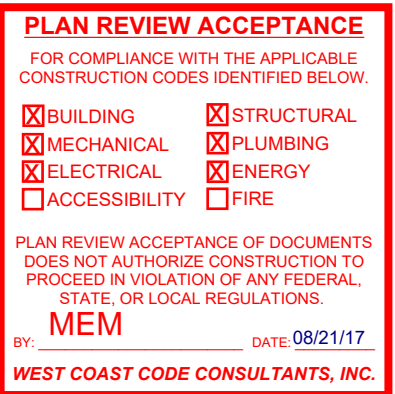 PLAN REVIEW ACCEPTANCE
FOR COMPLIANCE WITH THE APPLICABLE
CONSTRUCTION CODES IDENTIFIED BELOW.
X BUILDING X STRUCTURAL
X MECHANICAL X PLUMBING
X ELECTRICAL X ENERGY
ACCESSIBILITY FIRE
PLAN REVIEW ACCEPTANCE OF DOCUMENTS
DOES NOT AUTHORIZE CONSTRUCTION TO
PROCEED IN VIOLATION OF ANY FEDERAL,
STATE, OR LOCAL REGULATIONS.
BY: MEM DATE: 08/21/17
WEST COAST CODE CONSULTANTS, INC.